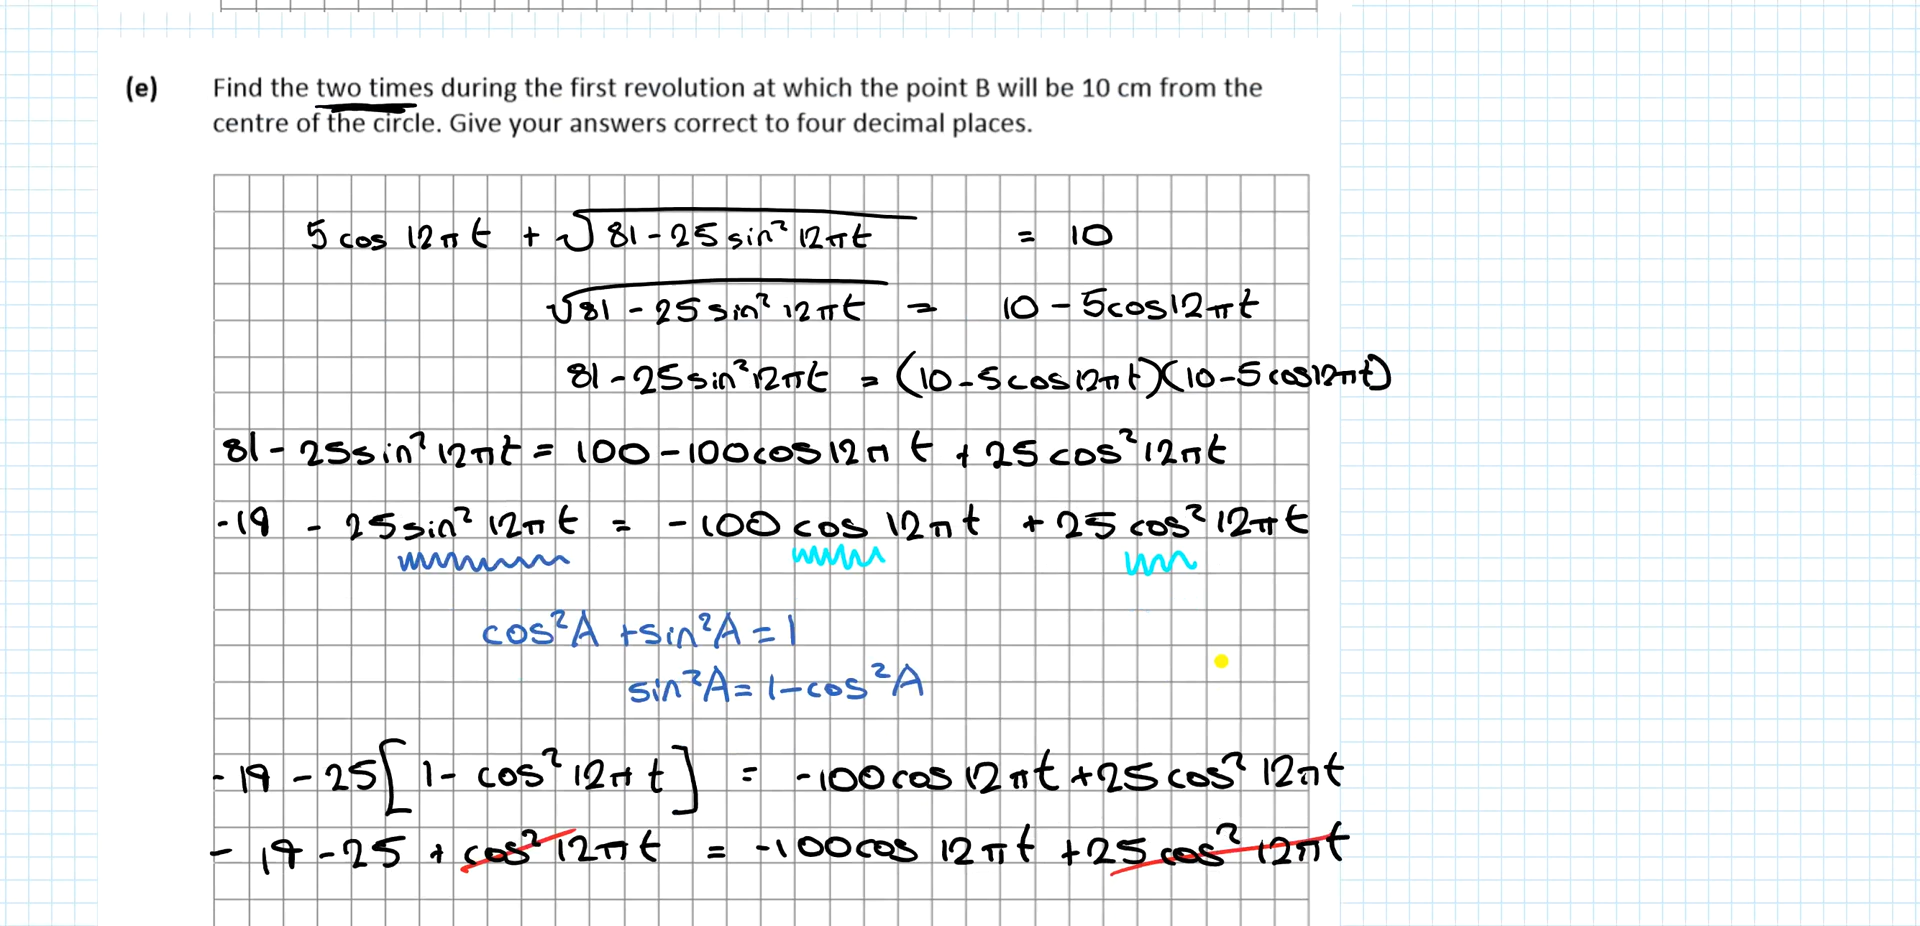 (e) Find the two times during the first revolution at which the point B will be 10 cm from the
centre of the circle. Give your answers correct to four decimal places.
5 cos 12πt + √81 - 25 sin² 12πt = 10
√81 - 25 sin² 12πt = 10 - 5cos12πt
81 - 25 sin² 12πt = (10 - 5cos12πt)(10 - 5cos12πt)
81 - 25sin² 12πt = 100 - 100cos12πt + 25 cos² 12πt
-19 - 25sin² 12πt = -100 cos 12πt + 25 cos² 12πt
cos²A + sin²A = 1
sin²A = 1 - cos²A
-19 - 25[1 - cos² 12πt] = -100cos 12πt + 25 cos² 12πt
- 19 - 25 + cos² 12πt = -100cos 12πt + 25 cos² 12πt